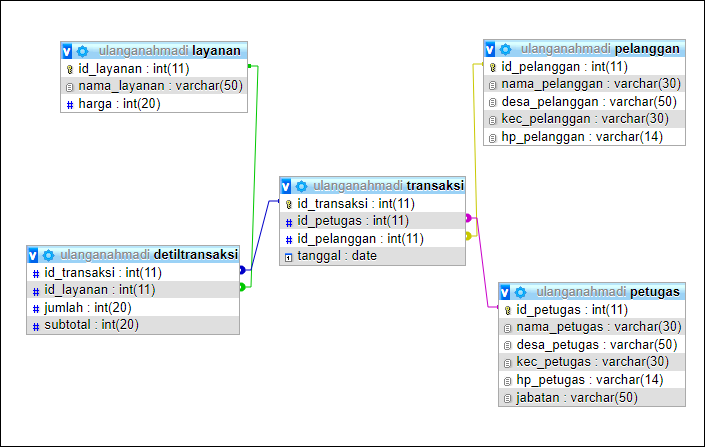 v ulanganahmadi layanan
id_layanan : int(11)
nama_layanan : varchar(50)
# harga : int(20)
v ulanganahmadi pelanggan
id_pelanggan : int(11)
nama_pelanggan : varchar(30)
desa_pelanggan : varchar(50)
kec_pelanggan : varchar(30)
hp_pelanggan : varchar(14)
v ulanganahmadi transaksi
id_transaksi : int(11)
# id_petugas : int(11)
# id_pelanggan : int(11)
tanggal : date
v ulanganahmadi detiltransaksi
# id_transaksi : int(11)
# id_layanan : int(11)
# jumlah : int(20)
# subtotal : int(20)
v ulanganahmadi petugas
id_petugas : int(11)
nama_petugas : varchar(30)
desa_petugas : varchar(50)
kec_petugas : varchar(30)
hp_petugas : varchar(14)
jabatan : varchar(50)